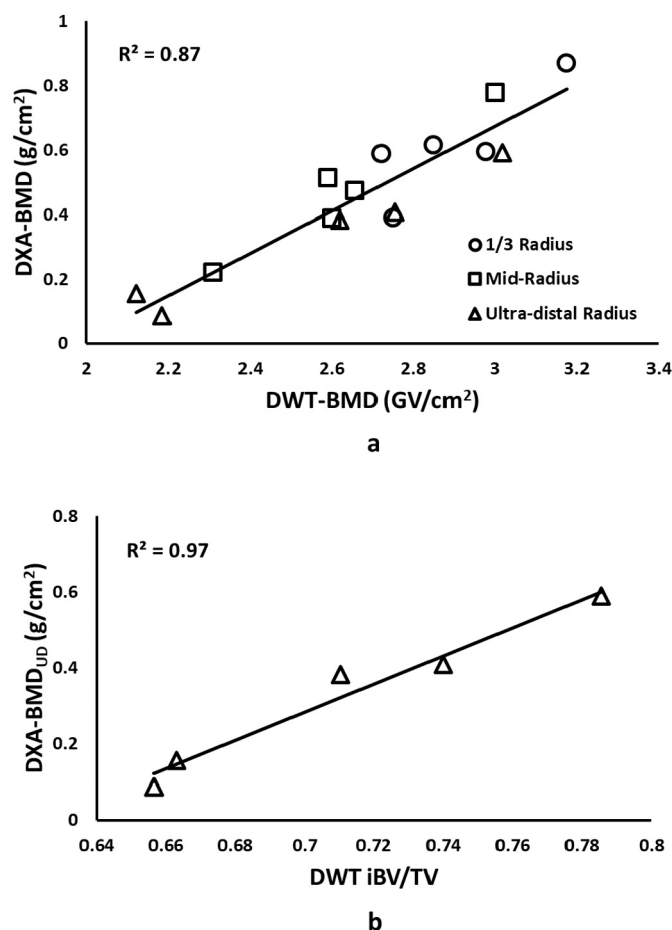 R² = 0.87
DXA-BMD (g/cm²)
1
0.8
0.6
0.4
0.2
0
1/3 Radius
Mid-Radius
Ultra-distal Radius
2 2.2 2.4 2.6 2.8 3 3.2 3.4
DWT-BMD (GV/cm²)
a
R² = 0.97
DXA-BMD_UD (g/cm²)
0.8
0.6
0.4
0.2
0
0.64 0.66 0.68 0.7 0.72 0.74 0.76 0.78 0.8
DWT iBV/TV
b